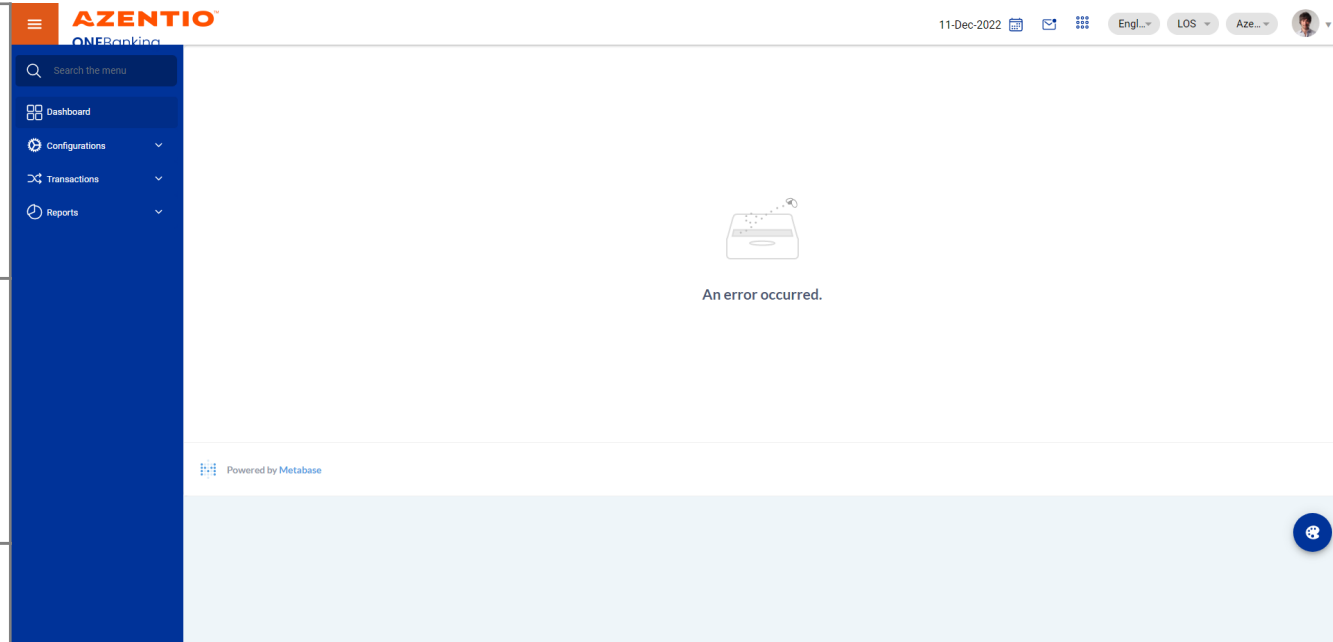 AZENTIO™
ONEBanking
11-Dec-2022
Engl...
LOS
Aze...
Search the menu
Dashboard
Configurations
Transactions
Reports
An error occurred.
Powered by Metabase